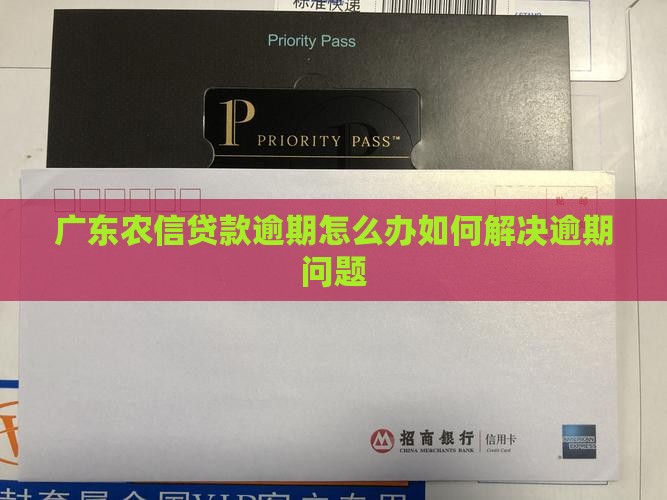 标准快递
Priority Pass
PRIORITY PASS™
广东农信贷款逾期怎么办如何解决逾期
问题
贴 邮
招商银行 信用卡
CHINA MERCHANTS BANK Credit Card
AMERICAN
EXPRESS